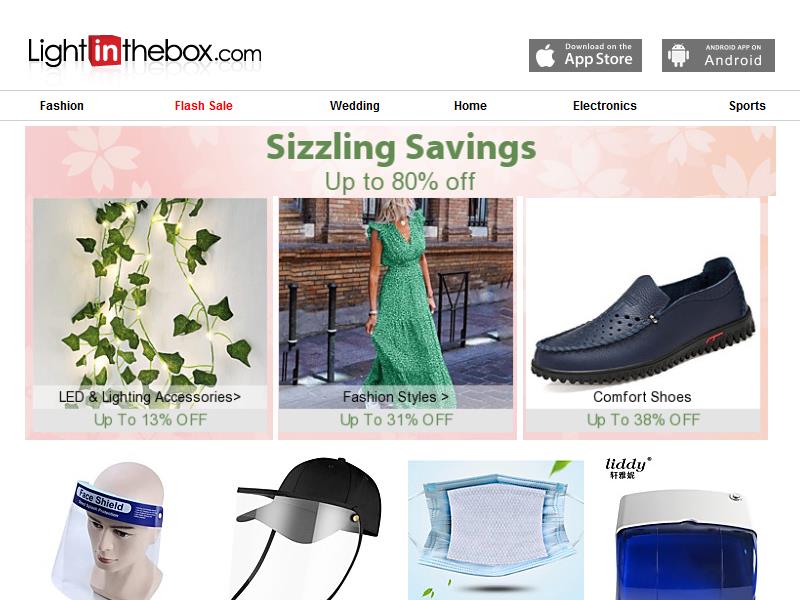 Lightinthebox.com
Download on the
App Store
ANDROID APP ON
Android
Fashion
Flash Sale
Wedding
Home
Electronics
Sports
Sizzling Savings
Up to 80% off
LED & Lighting Accessories>
Up To 13% OFF
Fashion Styles >
Up To 31% OFF
Comfort Shoes
Up To 38% OFF
Face Shield
liddy®
轩雅妮